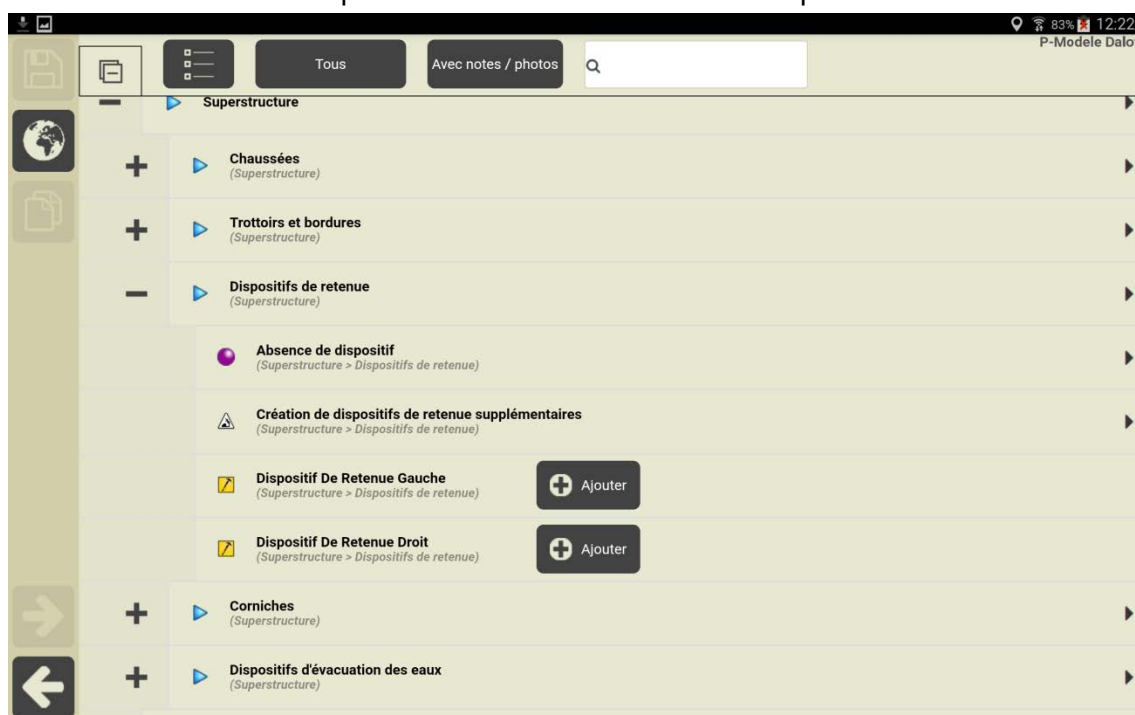 83% 12:22
P-Modele Dalo
Tous
Avec notes / photos
Superstructure
Chaussées
(Superstructure)
Trottoirs et bordures
(Superstructure)
Dispositifs de retenue
(Superstructure)
Absence de dispositif
(Superstructure > Dispositifs de retenue)
Création de dispositifs de retenue supplémentaires
(Superstructure > Dispositifs de retenue)
Dispositif De Retenue Gauche
(Superstructure > Dispositifs de retenue)
Ajouter
Dispositif De Retenue Droit
(Superstructure > Dispositifs de retenue)
Ajouter
Corniches
(Superstructure)
Dispositifs d'évacuation des eaux
(Superstructure)